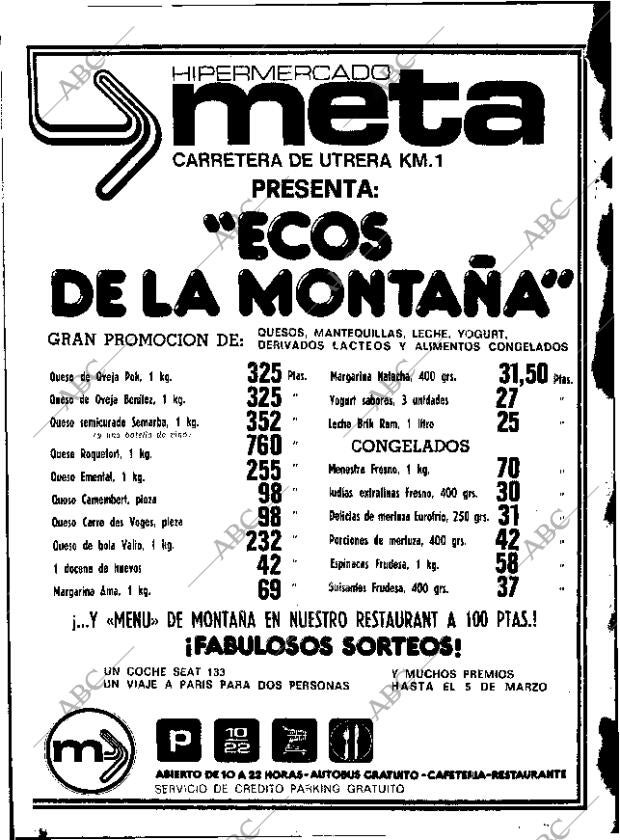 HIPERMERCADO
meta
CARRETERA DE UTRERA KM.1
PRESENTA:
"ECOS
DE LA MONTAÑA"
GRAN PROMOCION DE: QUESOS, MANTEQUILLAS, LECHE, YOGURT,
DERIVADOS LACTEOS Y ALIMENTOS CONGELADOS
Queso de Oveja Pok, 1 kg. 325 Ptas.
Queso de Oveja Benilez, 1 kg. 325 "
Queso semicurado Semarba, 1 kg. 352 "
(y una botella de vino)
Queso Roquefort, 1 kg. 760 "
Queso Emental, 1 kg. 255 "
Queso Camembert, pieza 98 "
Queso Carre des Voges, pieza 98 "
Queso de bola Valio, 1 kg. 232 "
1 docena de huevos 42 "
Margarina Ama, 1 kg. 69 "
Margarina Natacha, 400 grs. 31,50 Ptas.
Yogurt sabores, 3 unidades 27 "
Leche Brik Ram, 1 litro 25 "
CONGELADOS
Menestra Fresno, 1 kg. 70 "
Judías extrafinas Fresno, 400 grs. 30 "
Delicias de merluza Eurofrio, 250 grs. 31 "
Porciones de merluza, 400 grs. 42 "
Espinacas Frudesa, 1 kg. 58 "
Guisantes Frudesa, 400 grs. 37 "
¡...Y «MENU» DE MONTAÑA EN NUESTRO RESTAURANT A 100 PTAS.!
¡FABULOSOS SORTEOS!
UN COCHE SEAT 133
UN VIAJE A PARIS PARA DOS PERSONAS
Y MUCHOS PREMIOS
HASTA EL 5 DE MARZO
m
P
10
22
ABIERTO DE 10 A 22 HORAS-AUTOBUS GRATUITO-CAFETERIA-RESTAURANTE
SERVICIO DE CREDITO PARKING GRATUITO